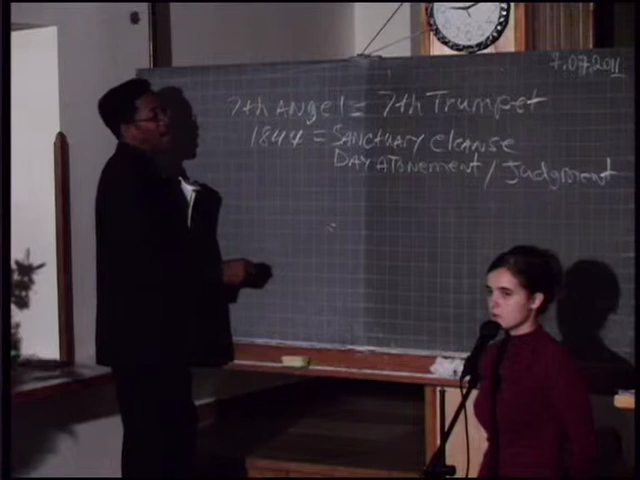 7.07.2011
7th Angel = 7th Trumpet
1844 = Sanctuary Cleanse
Day Atonement / Judgment